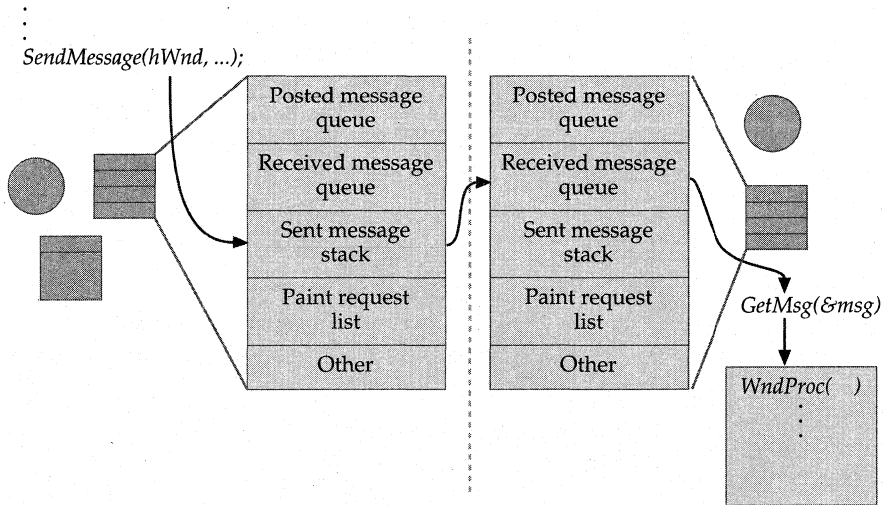 .
.
.
SendMessage(hWnd, ...);
Posted message
queue
Received message
queue
Sent message
stack
Paint request
list
Other
Posted message
queue
Received message
queue
Sent message
stack
Paint request
list
Other
GetMsg(&msg)
WndProc(   )
.
.
.